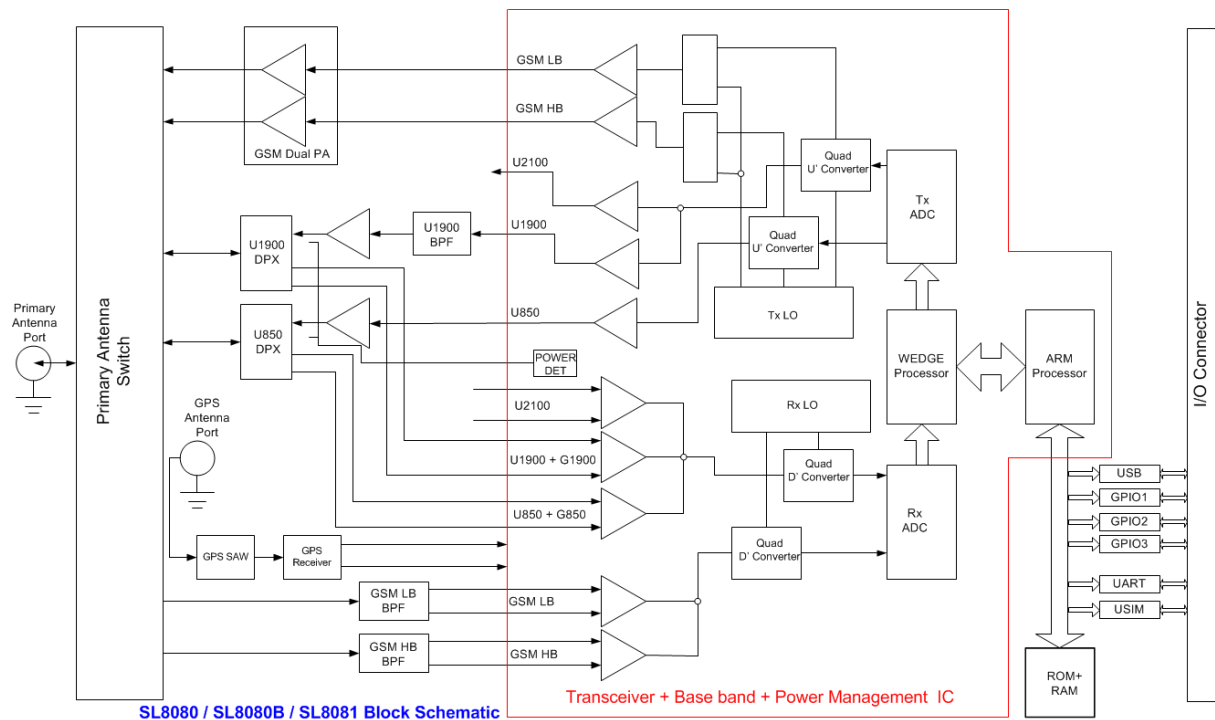 GSM LB
GSM HB
GSM Dual PA
U2100
Quad
U' Converter
Tx
ADC
U1900
DPX
U1900
BPF
U1900
Quad
U' Converter
Primary
Antenna
Port
Primary Antenna
Switch
U850
DPX
U850
Tx LO
POWER
DET
WEDGE
Processor
ARM
Processor
I/O Connector
GPS
Antenna
Port
U2100
Rx LO
U1900 + G1900
Quad
D' Converter
U850 + G850
Rx
ADC
USB
GPIO1
GPIO2
GPIO3
UART
USIM
GPS SAW
GPS
Receiver
Quad
D' Converter
GSM LB
BPF
GSM LB
GSM HB
BPF
GSM HB
ROM+
RAM
Transceiver + Base band + Power Management IC
SL8080 / SL8080B / SL8081 Block Schematic